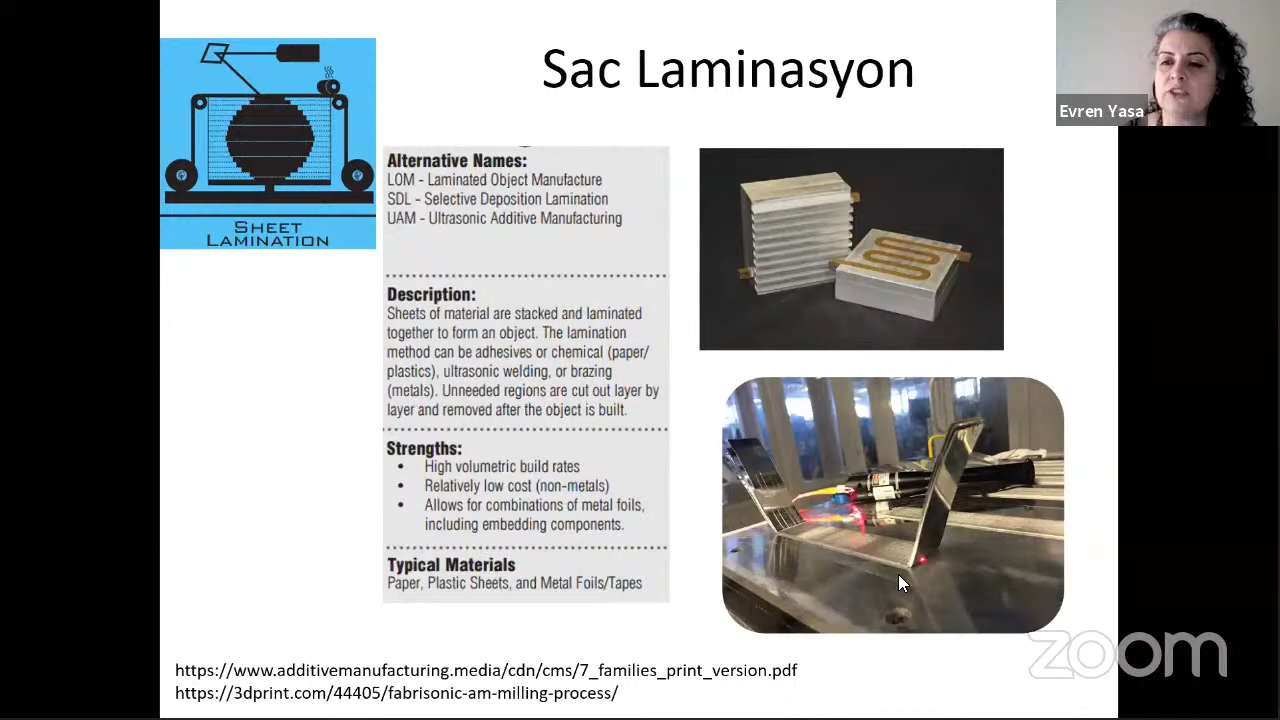 Sac Laminasyon
Evren Yasa
SHEET
LAMINATION
Alternative Names:
LOM - Laminated Object Manufacture
SDL - Selective Deposition Lamination
UAM - Ultrasonic Additive Manufacturing
Description:
Sheets of material are stacked and laminated
together to form an object. The lamination
method can be adhesives or chemical (paper/
plastics), ultrasonic welding, or brazing
(metals). Unneeded regions are cut out layer by
layer and removed after the object is built.
Strengths:
• High volumetric build rates
• Relatively low cost (non-metals)
• Allows for combinations of metal foils,
including embedding components.
Typical Materials
Paper, Plastic Sheets, and Metal Foils/Tapes
https://www.additivemanufacturing.media/cdn/cms/7_families_print_version.pdf
https://3dprint.com/44405/fabrisonic-am-milling-process/
zoom